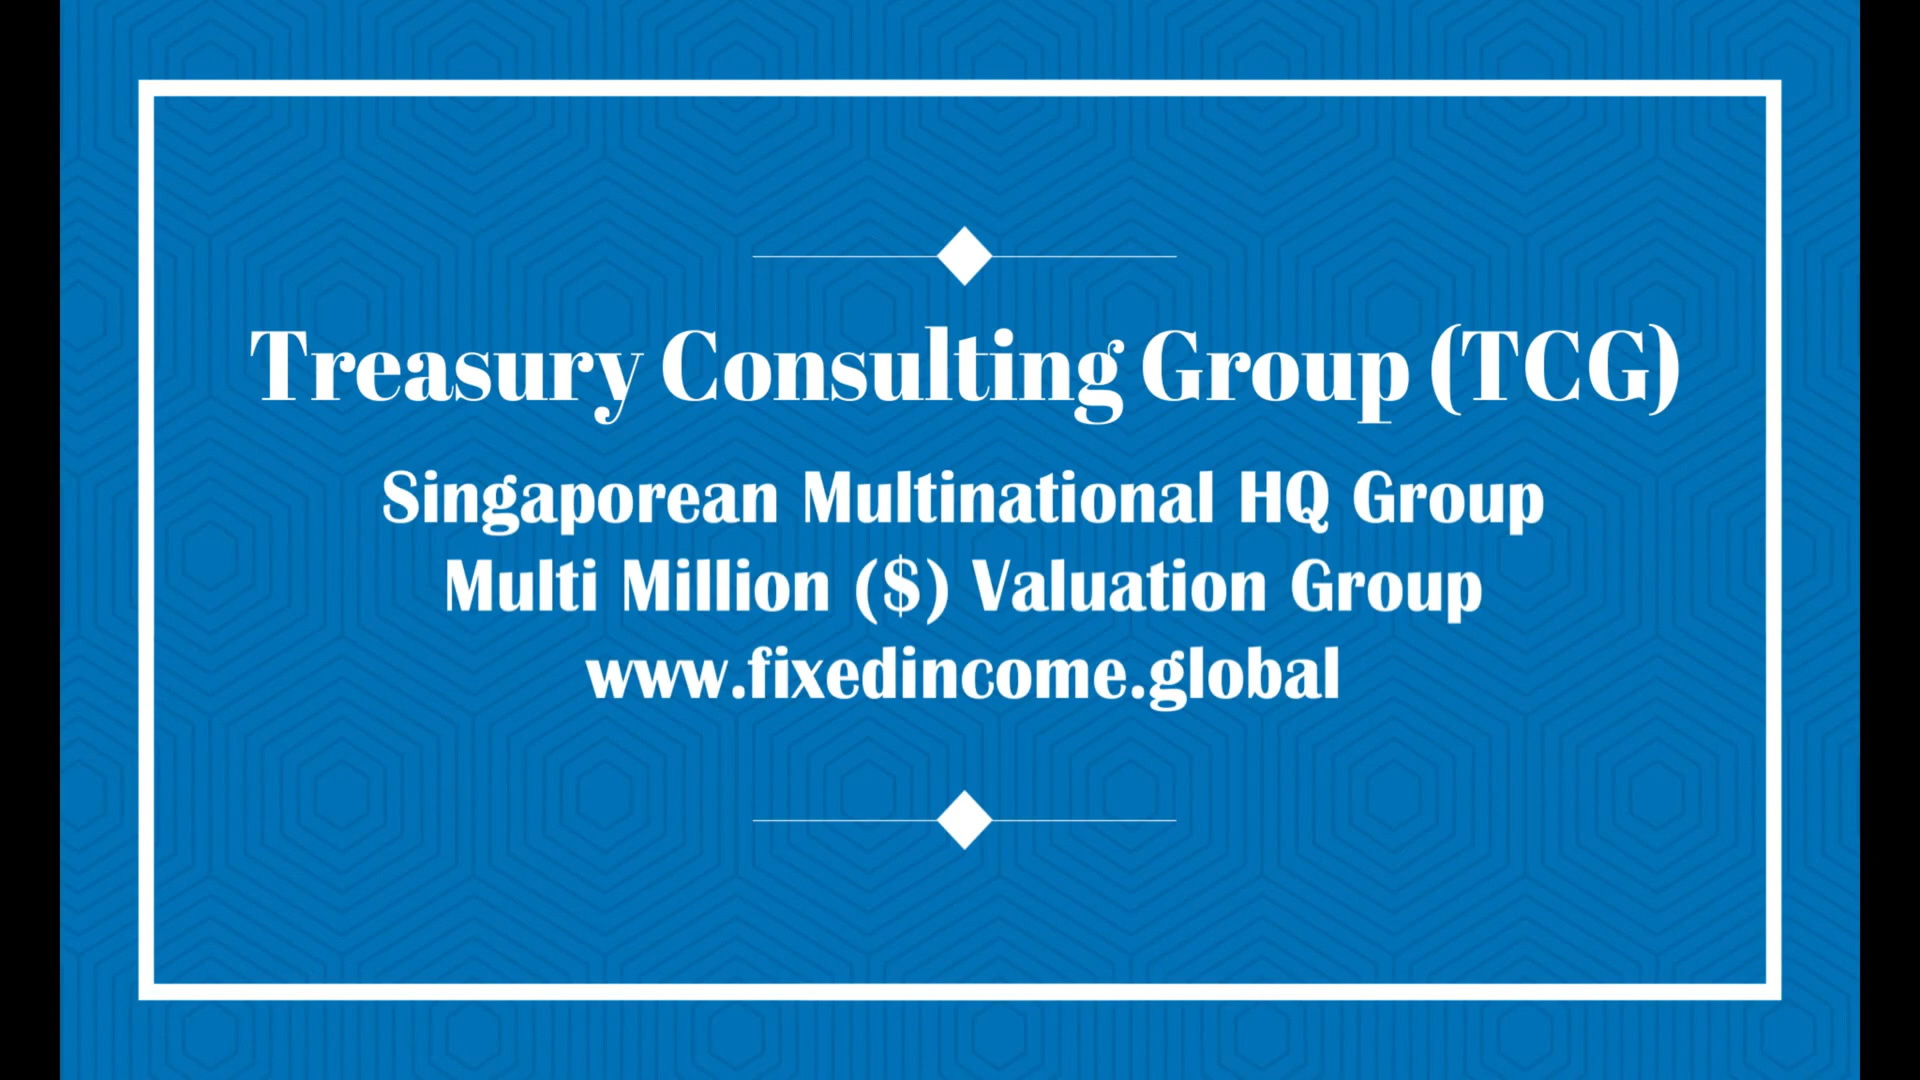 Treasury Consulting Group (TCG)
Singaporean Multinational HQ Group
Multi Million ($) Valuation Group
www.fixedincome.global